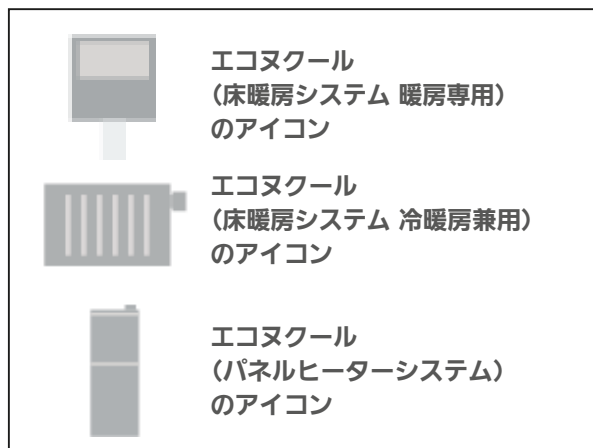 エコヌクール
（床暖房システム 暖房専用）
のアイコン
エコヌクール
（床暖房システム 冷暖房兼用）
のアイコン
エコヌクール
（パネルヒーターシステム）
のアイコン